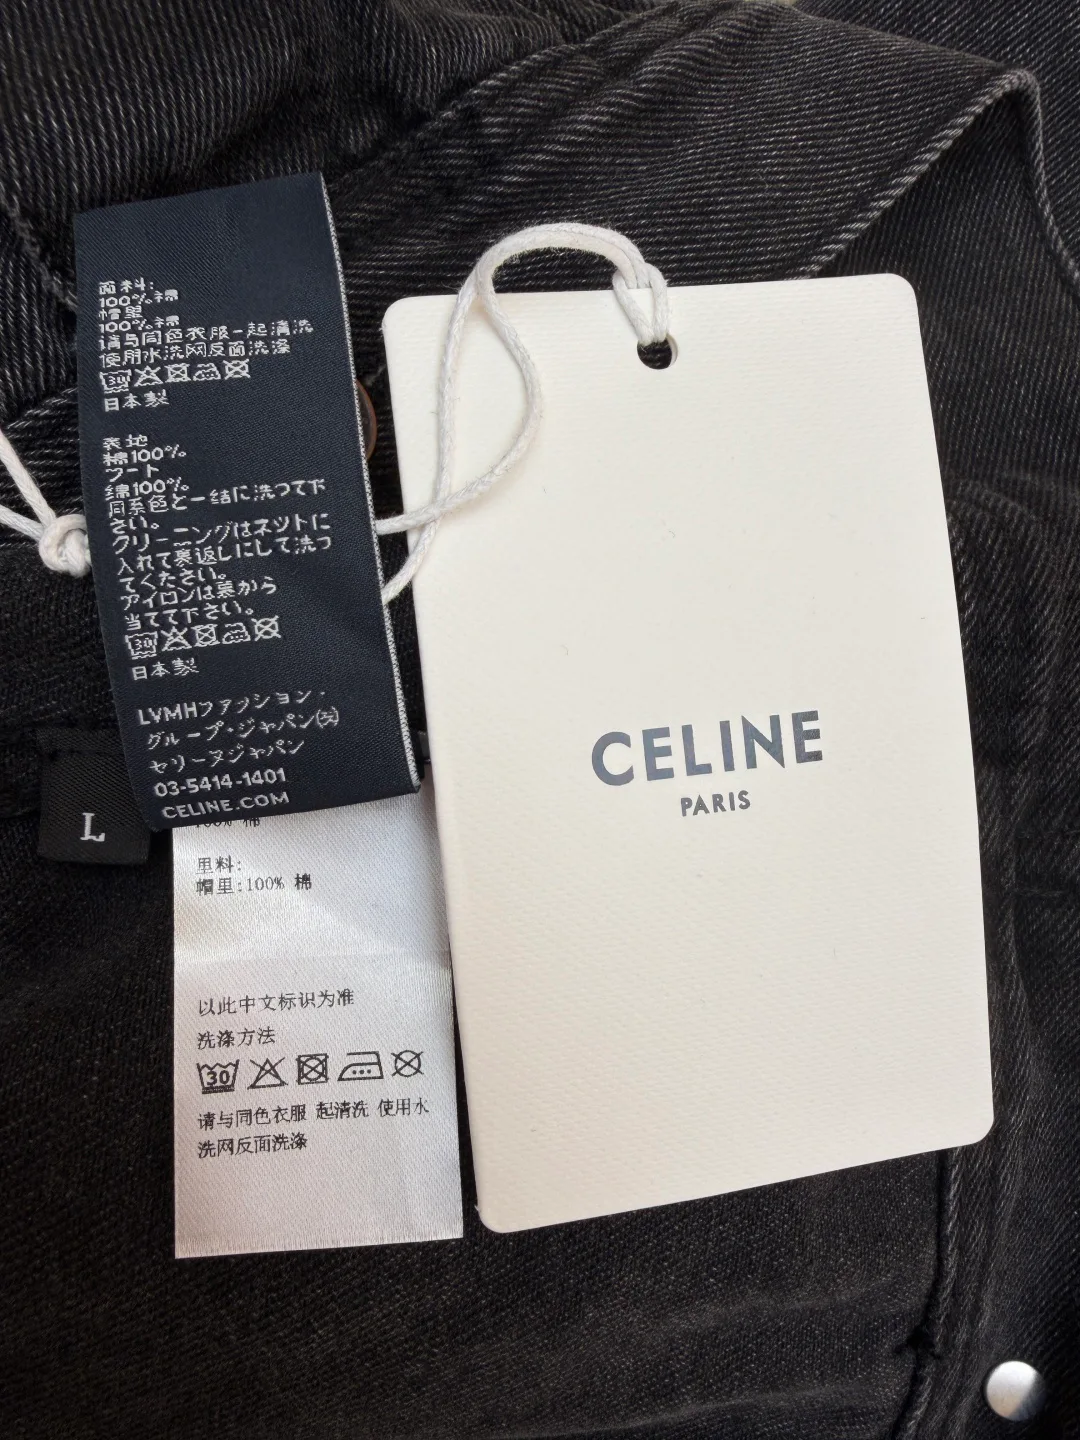 面料:
100%棉
帽里
100%棉
请与同色衣服一起清洗
使用水洗网反面洗涤
30
日本製
表地
棉100%
フート
綿100%
同系色と一緒に洗つて下
さい。
クリーニングはネツトに
入れて裏返しにして洗つ
てください。
アイロンは裏から
当てて下さい。
30
日本製
LVMHファッション・
グループ・ジャパン㈱
セリーヌジャパン
03-5414-1401
CELINE.COM
L
100% 棉
里料:
帽里:100% 棉
以此中文标识为准
洗涤方法
30
请与同色衣服 起清洗 使用水
洗网反面洗涤
CELINE
PARIS